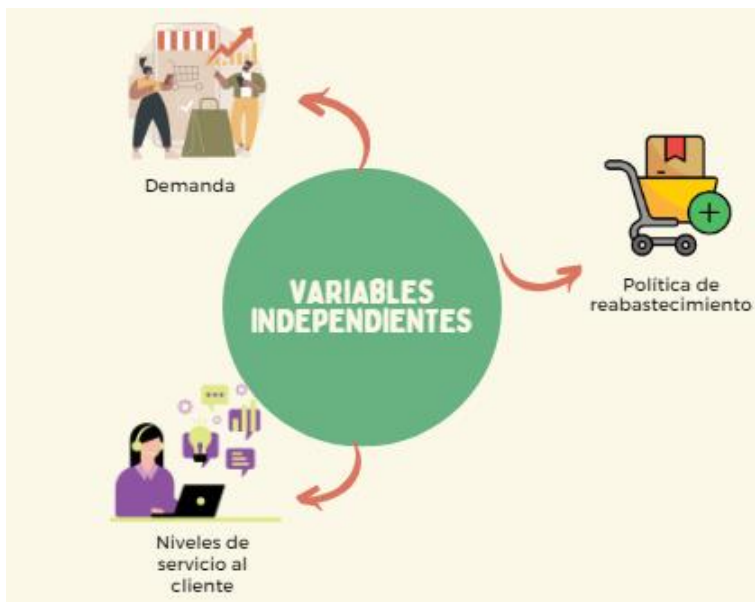 Demanda
VARIABLES
INDEPENDIENTES
Política de
reabastecimiento
Niveles de
servicio al
cliente